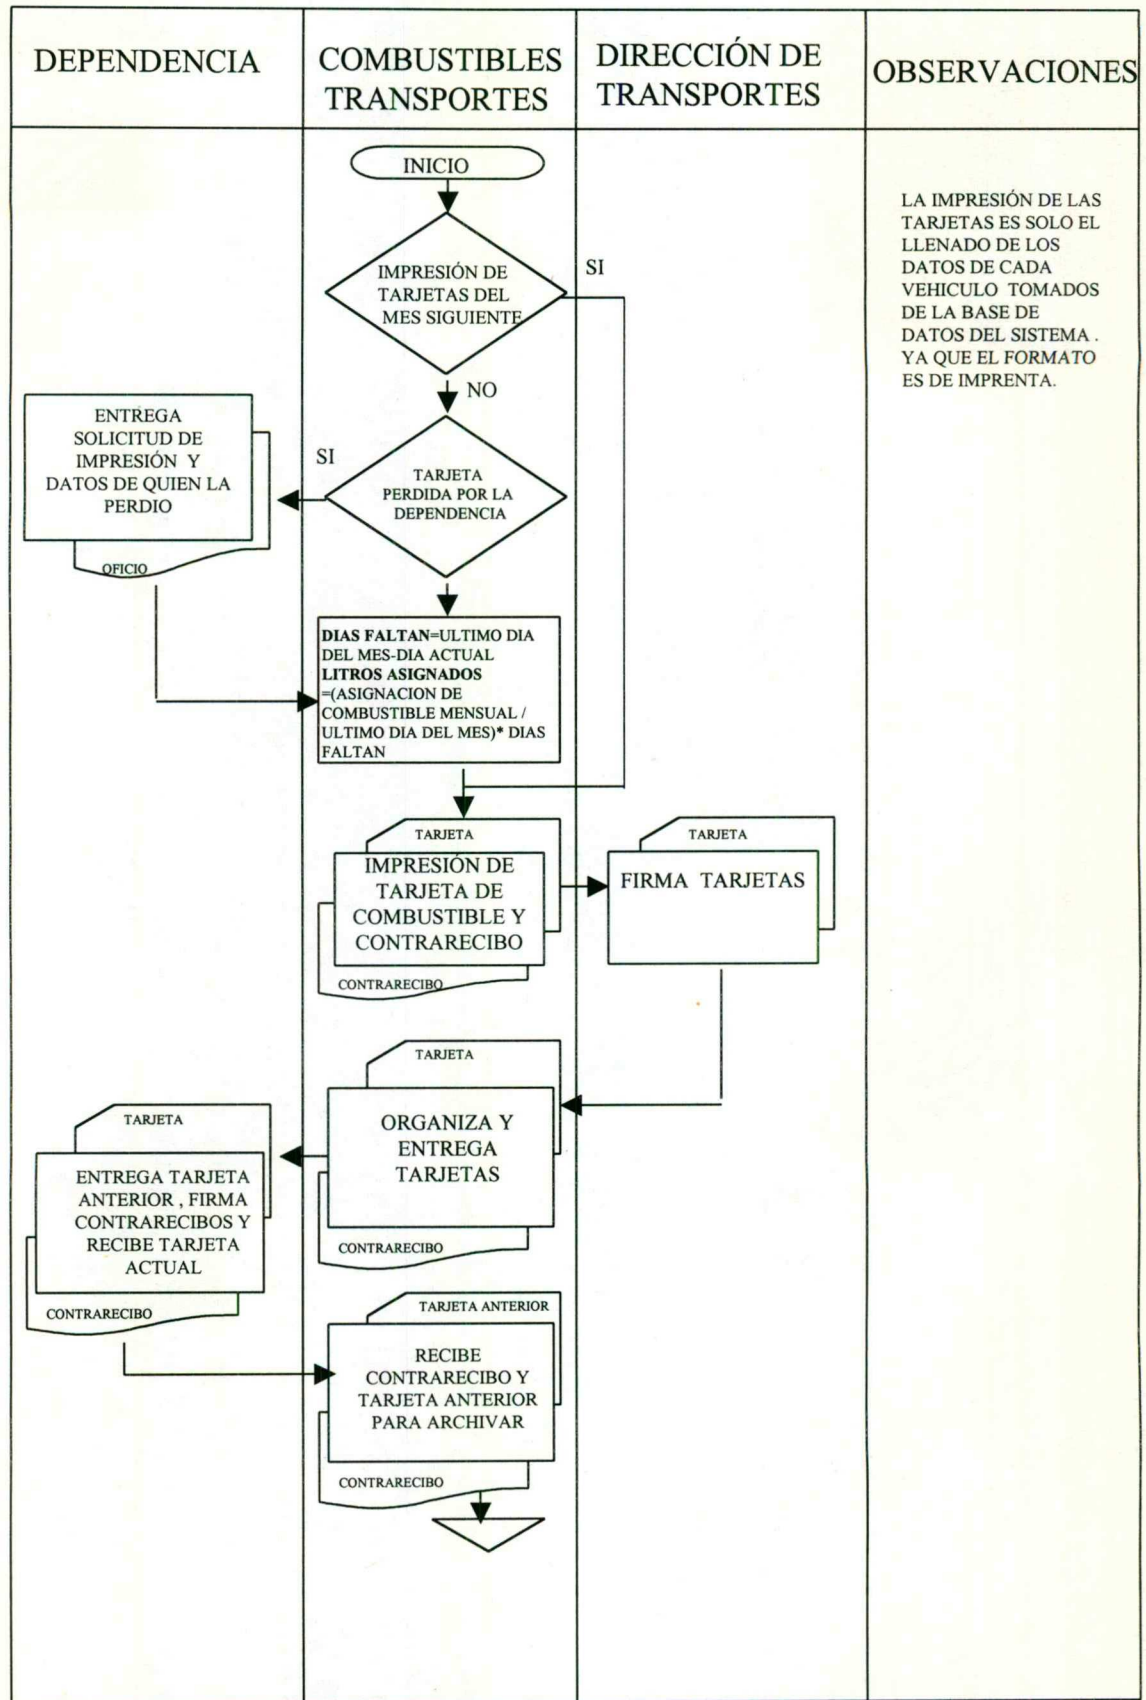 DEPENDENCIA
COMBUSTIBLES
TRANSPORTES
DIRECCIÓN DE
TRANSPORTES
OBSERVACIONES
INICIO
IMPRESIÓN DE
TARJETAS DEL
MES SIGUIENTE
SI
LA IMPRESIÓN DE LAS
TARJETAS ES SOLO EL
LLENADO DE LOS
DATOS DE CADA
VEHICULO TOMADOS
DE LA BASE DE
DATOS DEL SISTEMA .
YA QUE EL FORMATO
ES DE IMPRENTA.
NO
TARJETA
PERDIDA POR LA
DEPENDENCIA
SI
ENTREGA
SOLICITUD DE
IMPRESIÓN Y
DATOS DE QUIEN LA
PERDIO
OFICIO
DIAS FALTAN=ULTIMO DIA
DEL MES-DIA ACTUAL
LITROS ASIGNADOS
=(ASIGNACION DE
COMBUSTIBLE MENSUAL /
ULTIMO DIA DEL MES)* DIAS
FALTAN
TARJETA
IMPRESIÓN DE
TARJETA DE
COMBUSTIBLE Y
CONTRARECIBO
CONTRARECIBO
TARJETA
FIRMA TARJETAS
TARJETA
ORGANIZA Y
ENTREGA
TARJETAS
CONTRARECIBO
TARJETA
ENTREGA TARJETA
ANTERIOR , FIRMA
CONTRARECIBOS Y
RECIBE TARJETA
ACTUAL
CONTRARECIBO
TARJETA ANTERIOR
RECIBE
CONTRARECIBO Y
TARJETA ANTERIOR
PARA ARCHIVAR
CONTRARECIBO